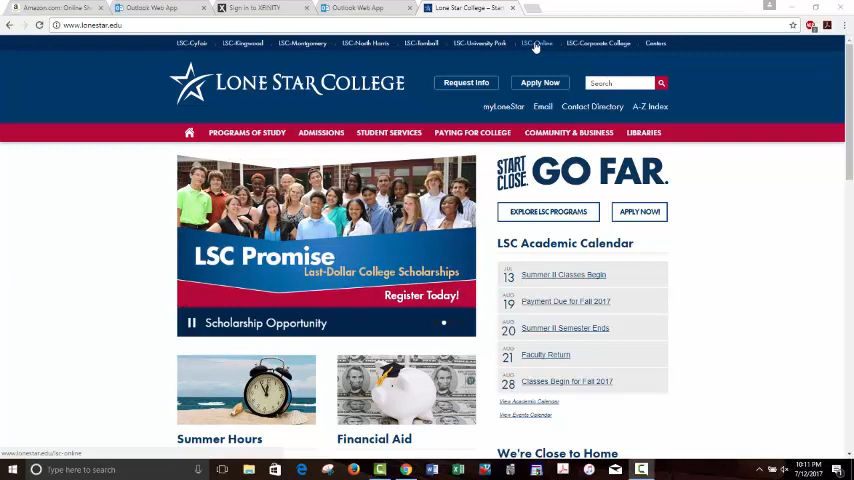 Amazon.com: Online Sh
Outlook Web App
Sign in to XFINITY
Outlook Web App
Lone Star College – Star
www.lonestar.edu
LSC-CyFair
LSC-Kingwood
LSC-Montgomery
LSC-North Harris
LSC-Tomball
LSC-University Park
LSC-Online
LSC-Corporate College
Centers
LONE STAR COLLEGE
Request Info
Apply Now
Search
myLoneStar
Email
Contact Directory
A-Z Index
PROGRAMS OF STUDY
ADMISSIONS
STUDENT SERVICES
PAYING FOR COLLEGE
COMMUNITY & BUSINESS
LIBRARIES
LSC Promise
Last-Dollar College Scholarships
Register Today!
Scholarship Opportunity
START CLOSE.
GO FAR.
EXPLORE LSC PROGRAMS
APPLY NOW!
LSC Academic Calendar
JUL
13
Summer II Classes Begin
AUG
19
Payment Due for Fall 2017
AUG
20
Summer II Semester Ends
AUG
21
Faculty Return
AUG
28
Classes Begin for Fall 2017
View Academic Calendar
View Events Calendar
Summer Hours
Financial Aid
We're Close to Home
www.lonestar.edu/lsc-online
Type here to search
10:11 PM
7/12/2017